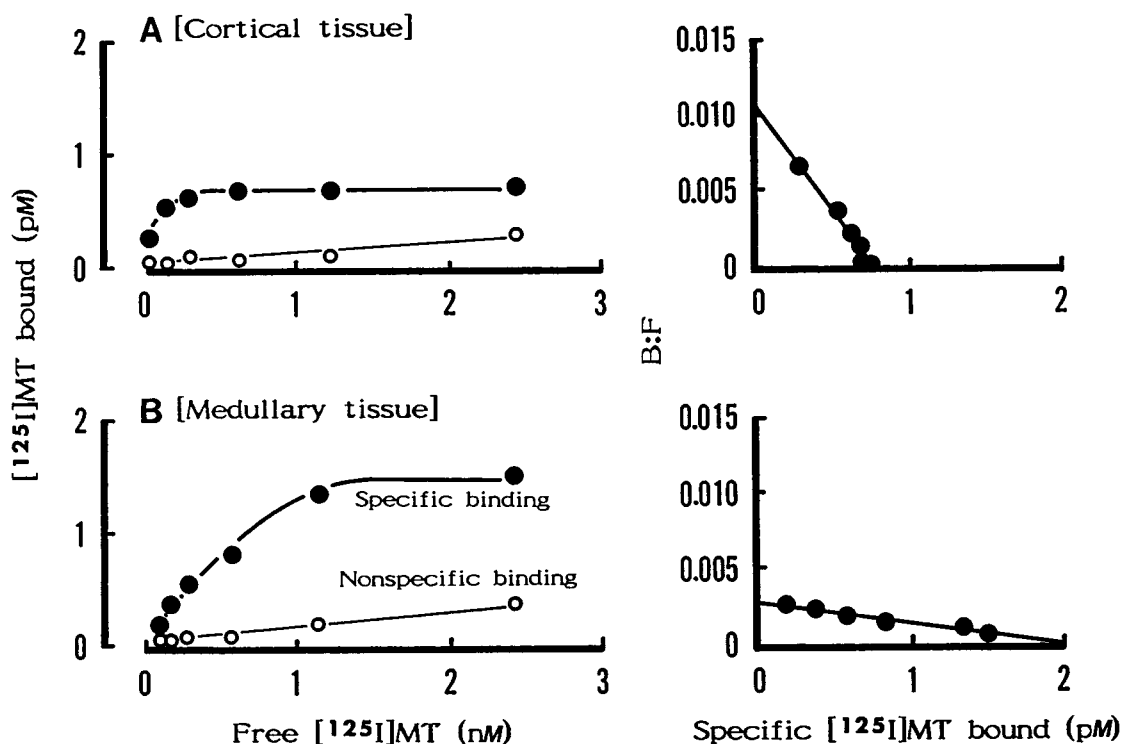 A [Cortical tissue]
2
1
0
0 1 2 3
0.015
0.010
0.005
0
0 1 2
[125I]MT bound (pM)
B:F
B [Medullary tissue]
2
1
0
Specific binding
Nonspecific binding
0 1 2 3
Free [125I]MT (nM)
0.015
0.010
0.005
0
0 1 2
Specific [125I]MT bound (pM)